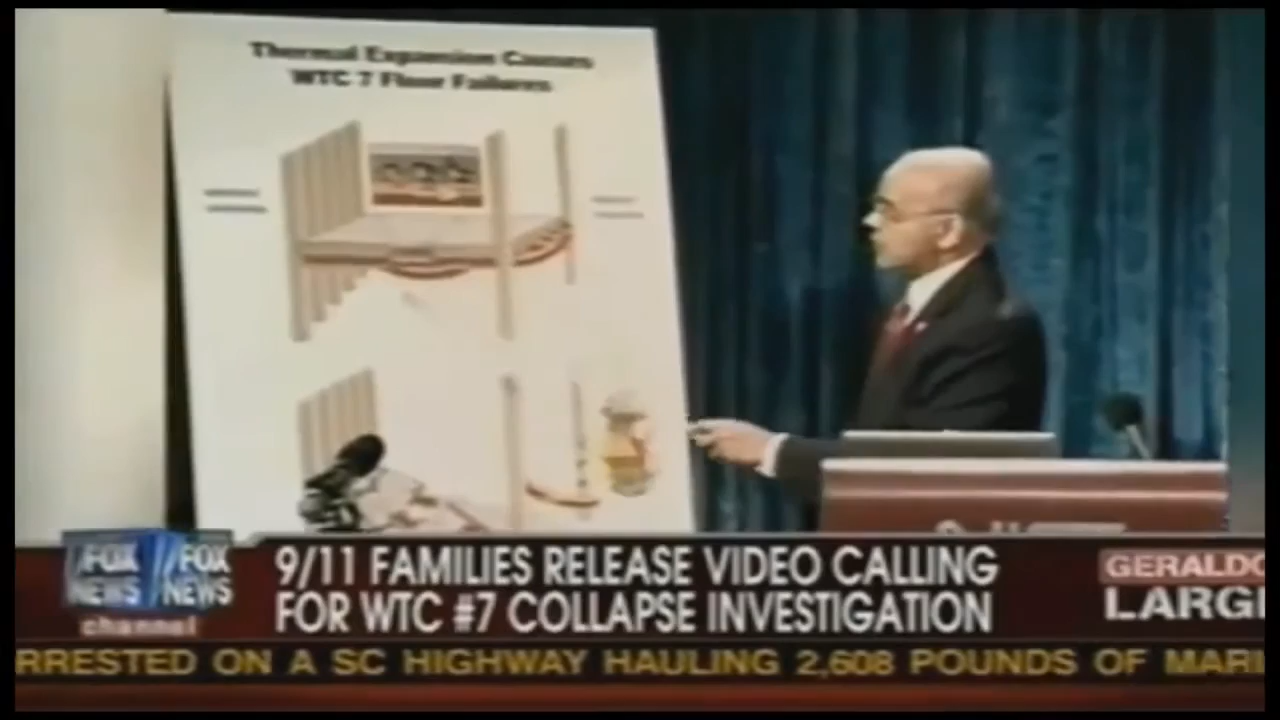 Thermal Expansion Causes
WTC 7 Floor Failures
FOX NEWS
FOX NEWS
channel
9/11 FAMILIES RELEASE VIDEO CALLING
FOR WTC #7 COLLAPSE INVESTIGATION
GERALDO
LARG
RRESTED ON A SC HIGHWAY HAULING 2,608 POUNDS OF MARI